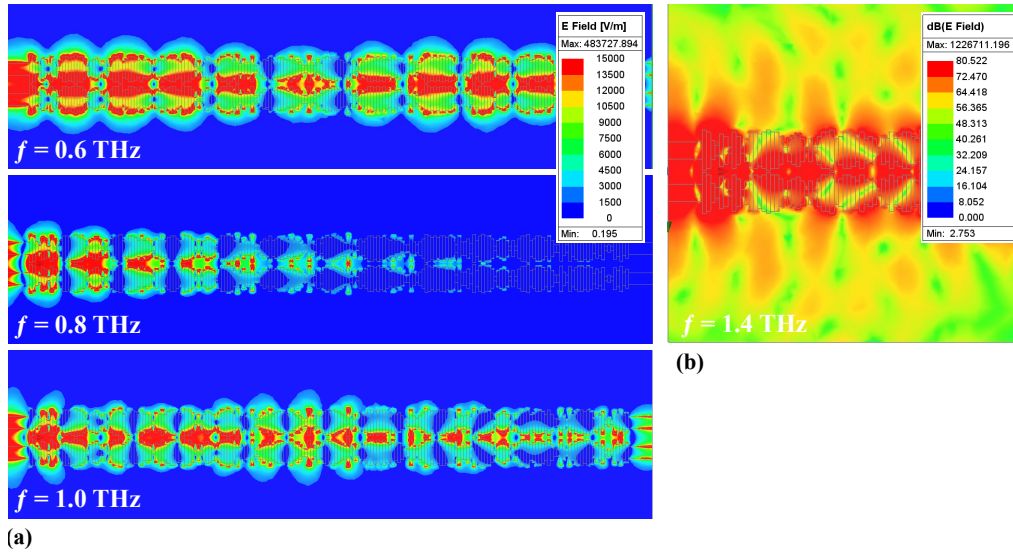 E Field [V/m]
Max: 483727.894
15000
13500
12000
10500
9000
7500
6000
4500
3000
1500
0
Min: 0.195
f = 0.6 THz
f = 0.8 THz
f = 1.0 THz
(a)
dB(E Field)
Max: 1226711.196
80.522
72.470
64.418
56.365
48.313
40.261
32.209
24.157
16.104
8.052
0.000
Min: 2.753
f = 1.4 THz
(b)